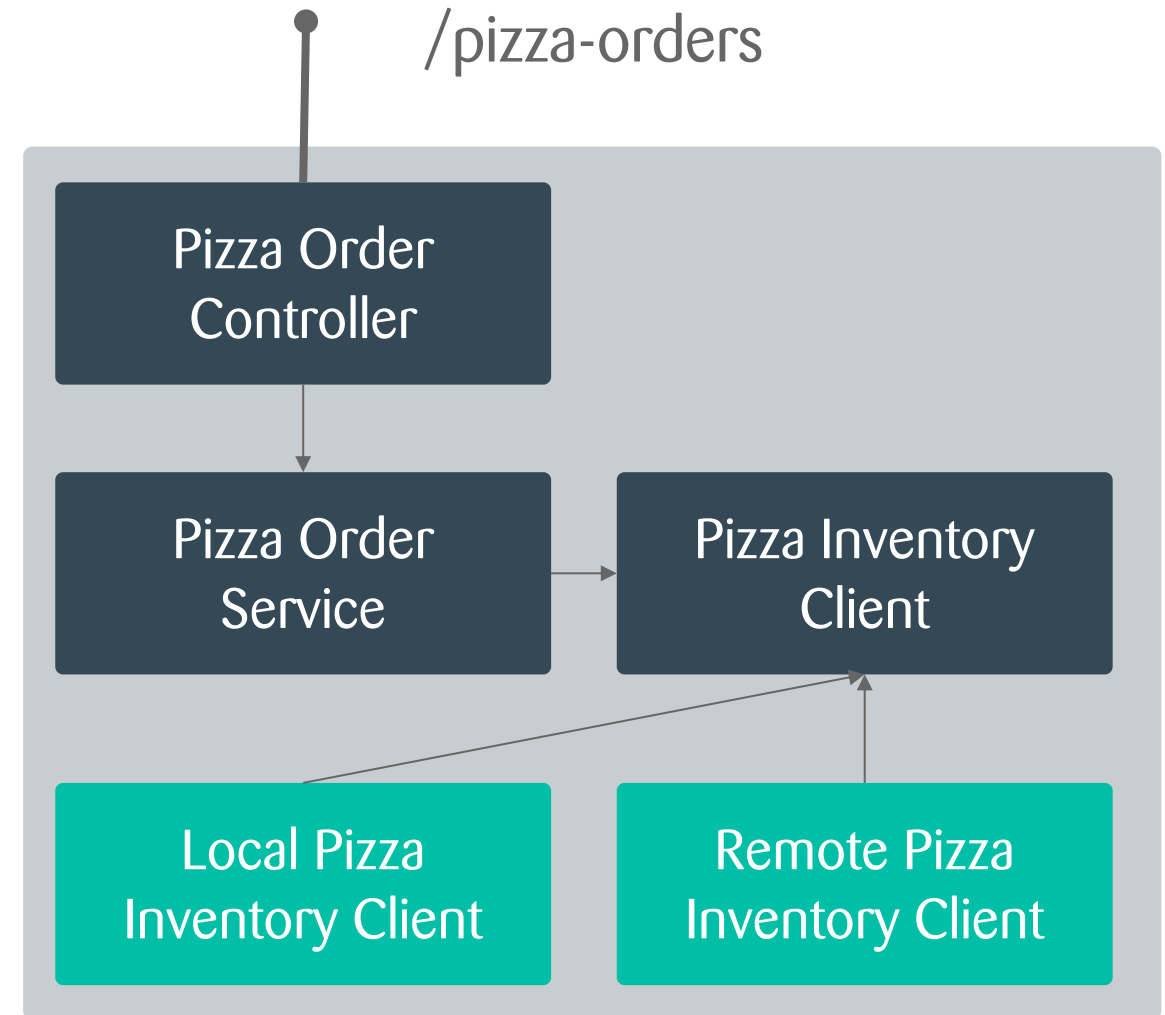 /pizza-orders
Pizza Order
Controller
Pizza Order
Service
Pizza Inventory
Client
Local Pizza
Inventory Client
Remote Pizza
Inventory Client